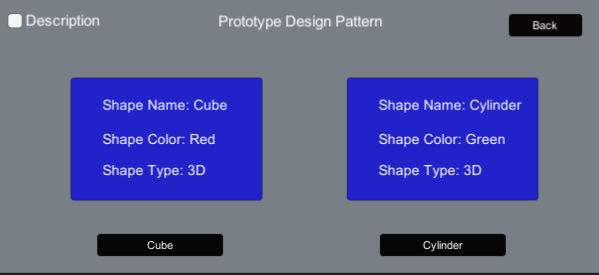 Description
Prototype Design Pattern
Back
Shape Name: Cube
Shape Color: Red
Shape Type: 3D
Shape Name: Cylinder
Shape Color: Green
Shape Type: 3D
Cube
Cylinder